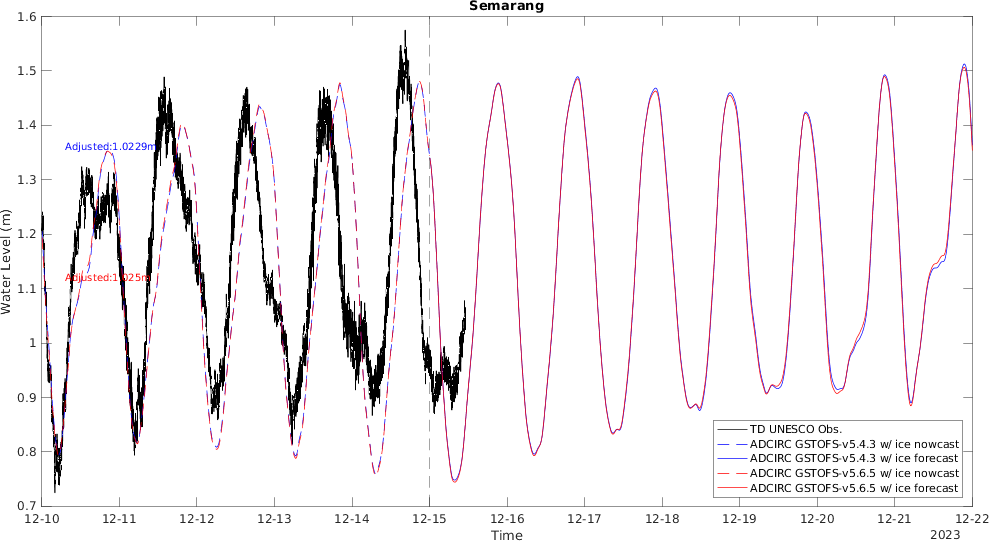 Semarang
1.6
1.5
1.4
1.3
1.2
1.1
1
0.9
0.8
0.7
Water Level (m)
Adjusted:1.0229m
Adjusted:1.025m
TD UNESCO Obs.
ADCIRC GSTOFS-v5.4.3 w/ ice nowcast
ADCIRC GSTOFS-v5.4.3 w/ ice forecast
ADCIRC GSTOFS-v5.6.5 w/ ice nowcast
ADCIRC GSTOFS-v5.6.5 w/ ice forecast
12-10 12-11 12-12 12-13 12-14 12-15 12-16 12-17 12-18 12-19 12-20 12-21 12-22
Time 2023